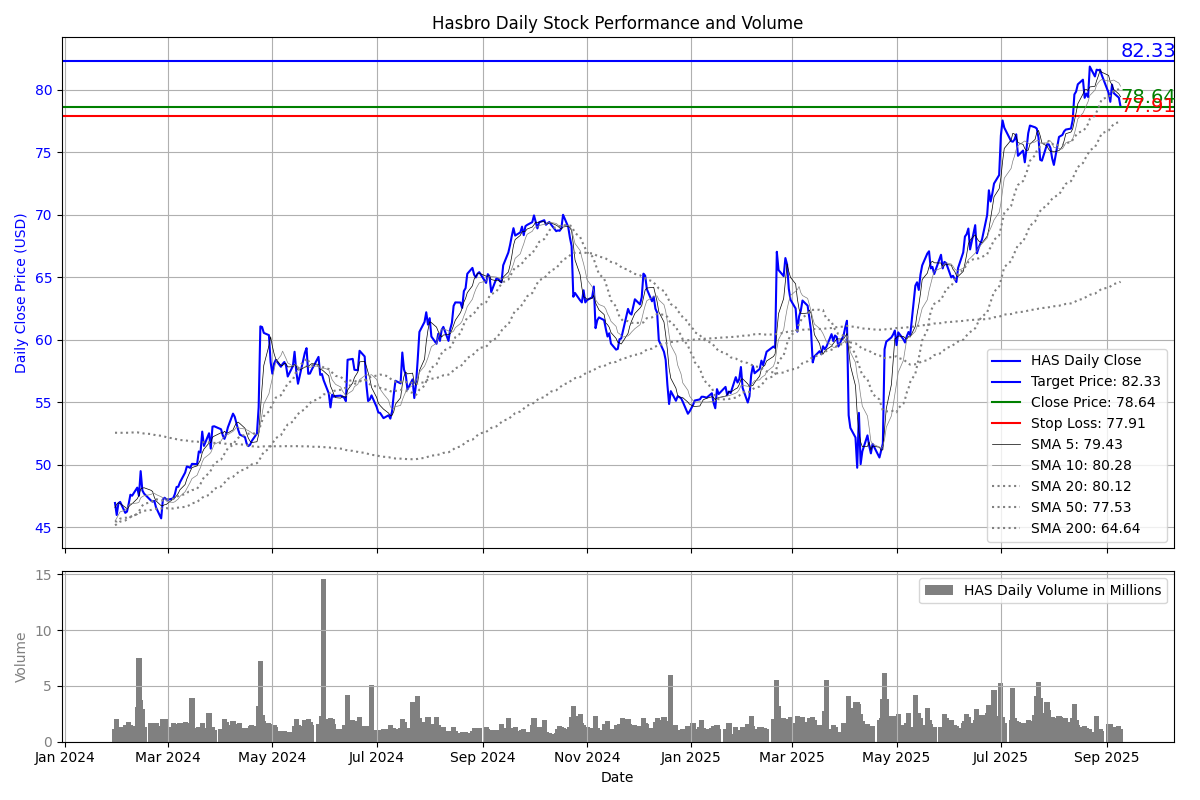 Hasbro Daily Stock Performance and Volume
Daily Close Price (USD)
80
75
70
65
60
55
50
45
82.33
78.64
77.91
HAS Daily Close
Target Price: 82.33
Close Price: 78.64
Stop Loss: 77.91
SMA 5: 79.43
SMA 10: 80.28
SMA 20: 80.12
SMA 50: 77.53
SMA 200: 64.64
Volume
15
10
5
0
HAS Daily Volume in Millions
Jan 2024 Mar 2024 May 2024 Jul 2024 Sep 2024 Nov 2024 Jan 2025 Mar 2025 May 2025 Jul 2025 Sep 2025
Date